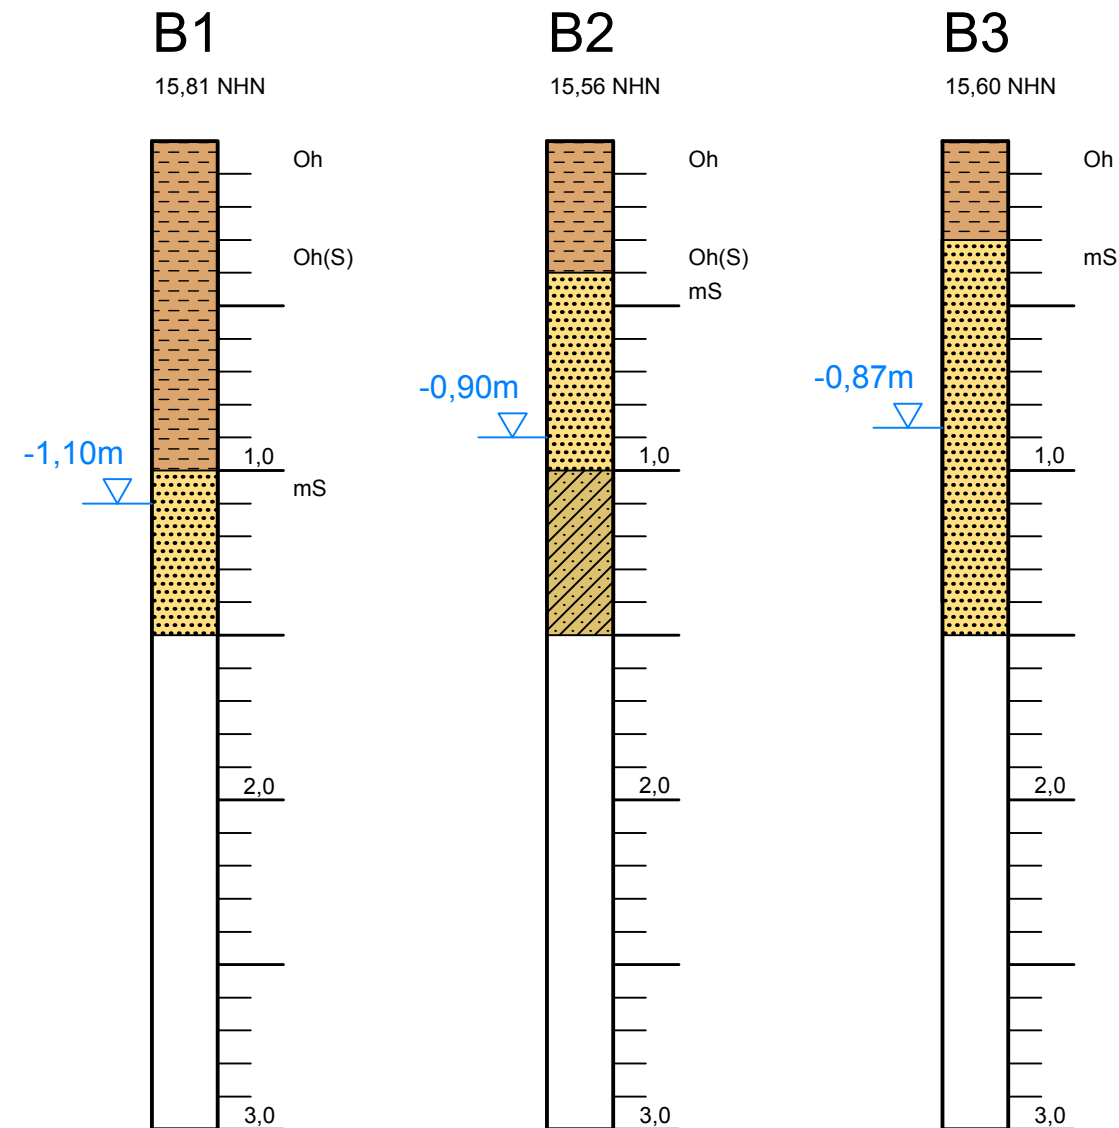 B1
15,81 NHN
Oh
Oh(S)
-1,10m
1,0
mS
2,0
3,0
B2
15,56 NHN
Oh
Oh(S)
mS
-0,90m
1,0
2,0
3,0
B3
15,60 NHN
Oh
mS
-0,87m
1,0
2,0
3,0